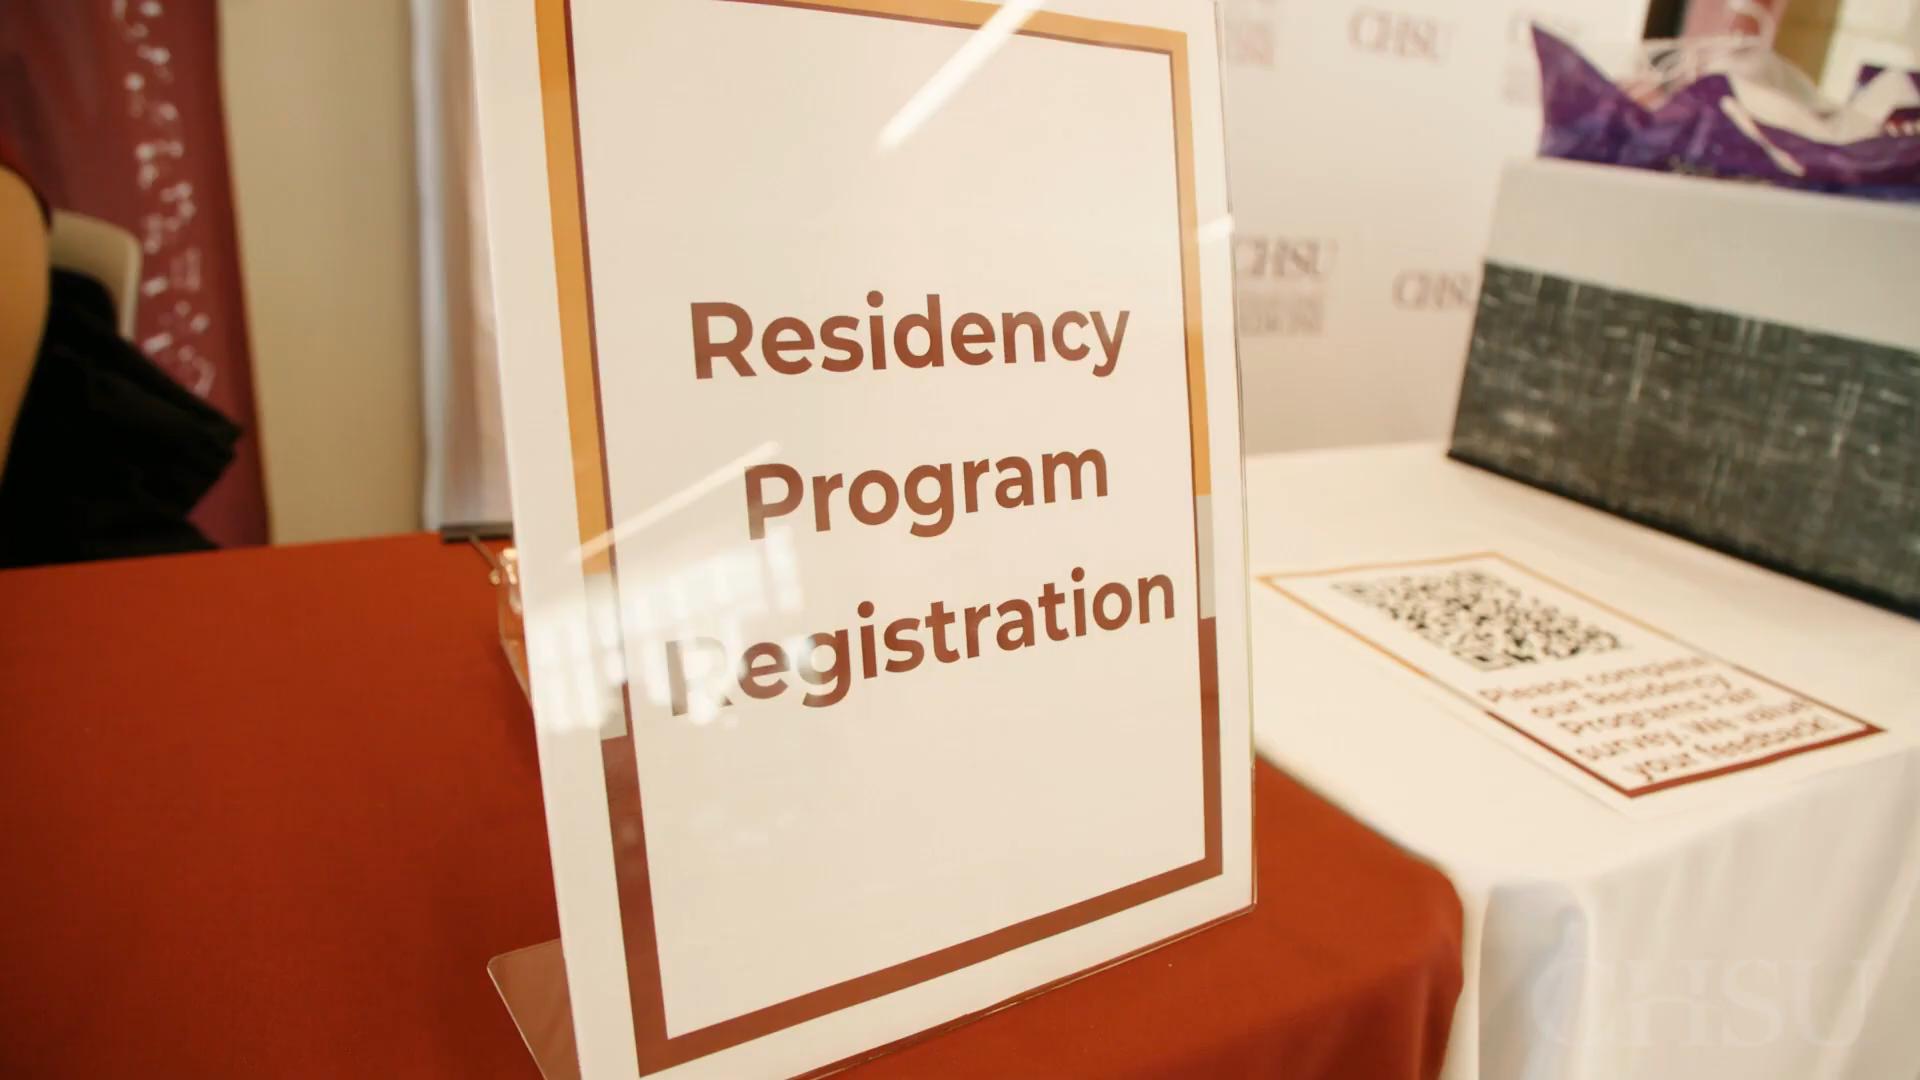 Residency
Program
Registration
CHSU
CHSU
CHSU
Please complete
our Residency
Programs Fair
survey. We value
your feedback!
CHSU